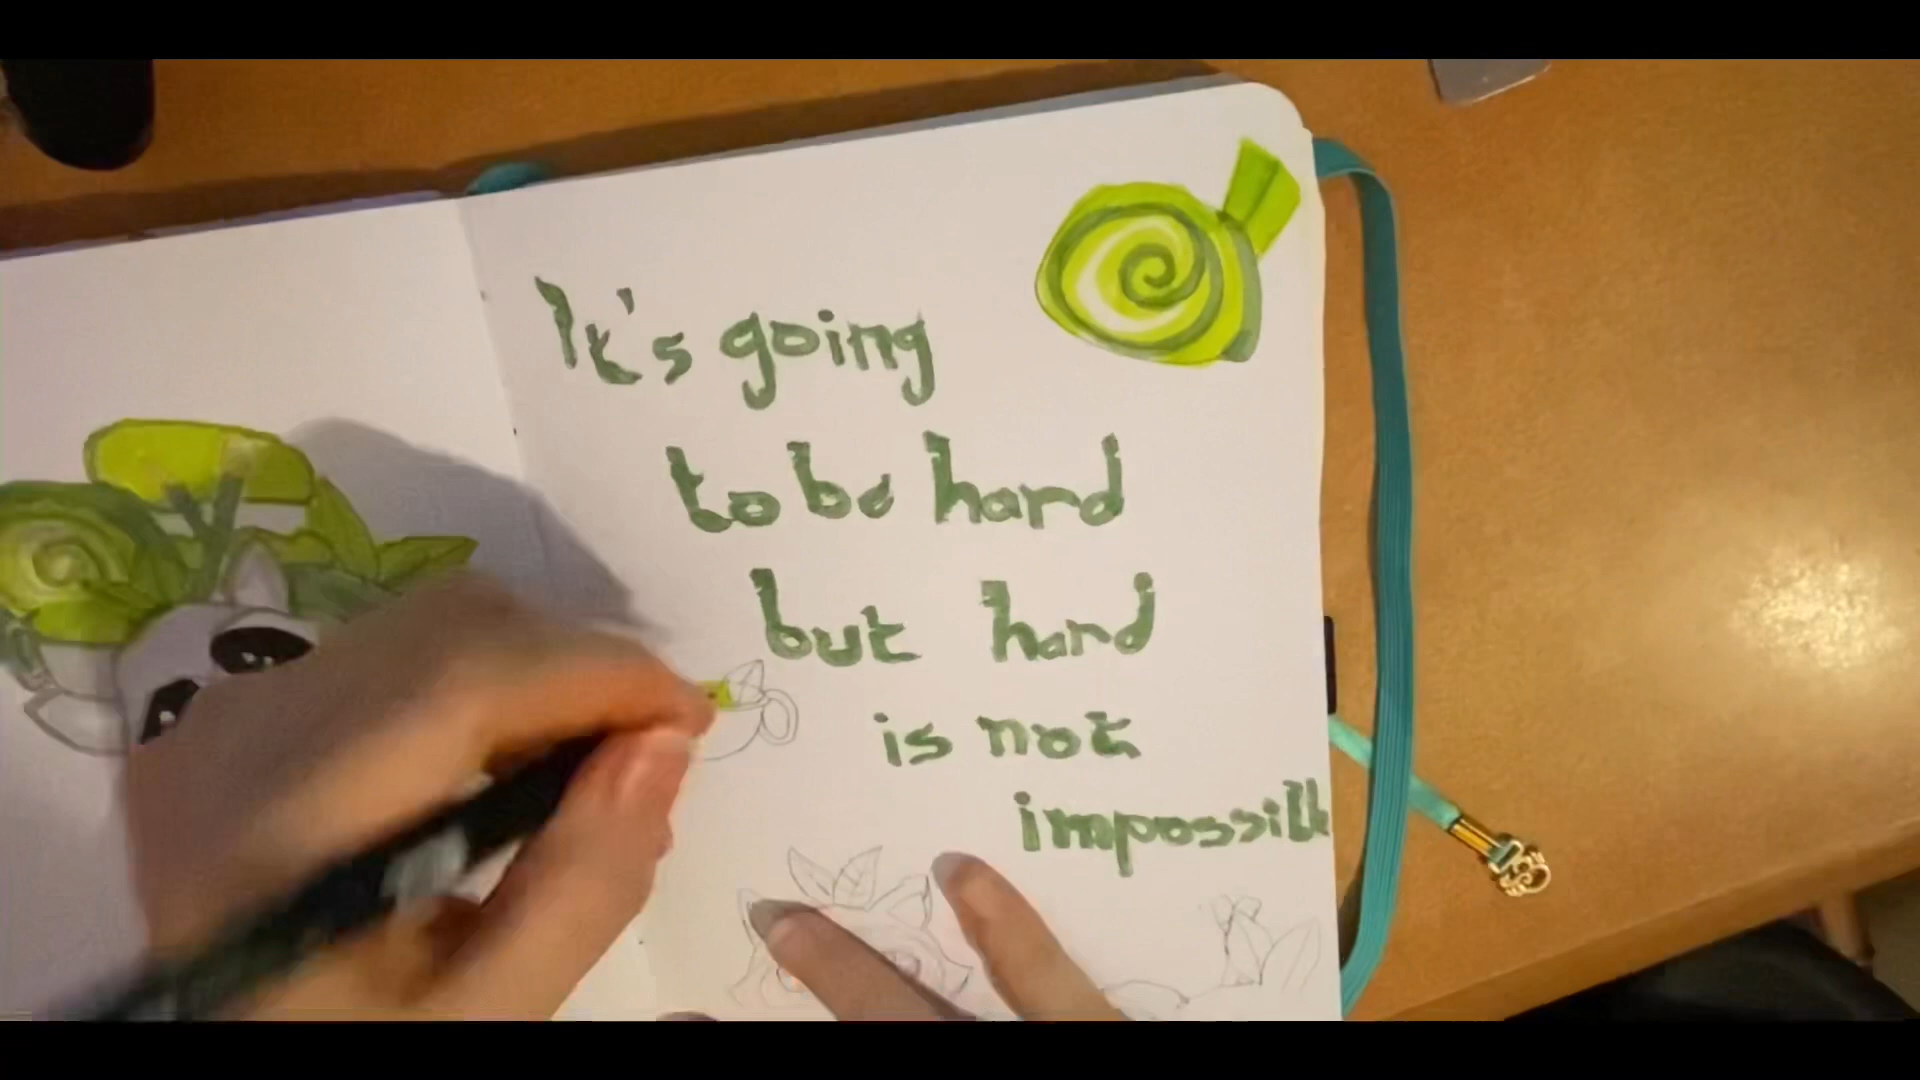 It's going
to be hard
but hard
is not
impossible